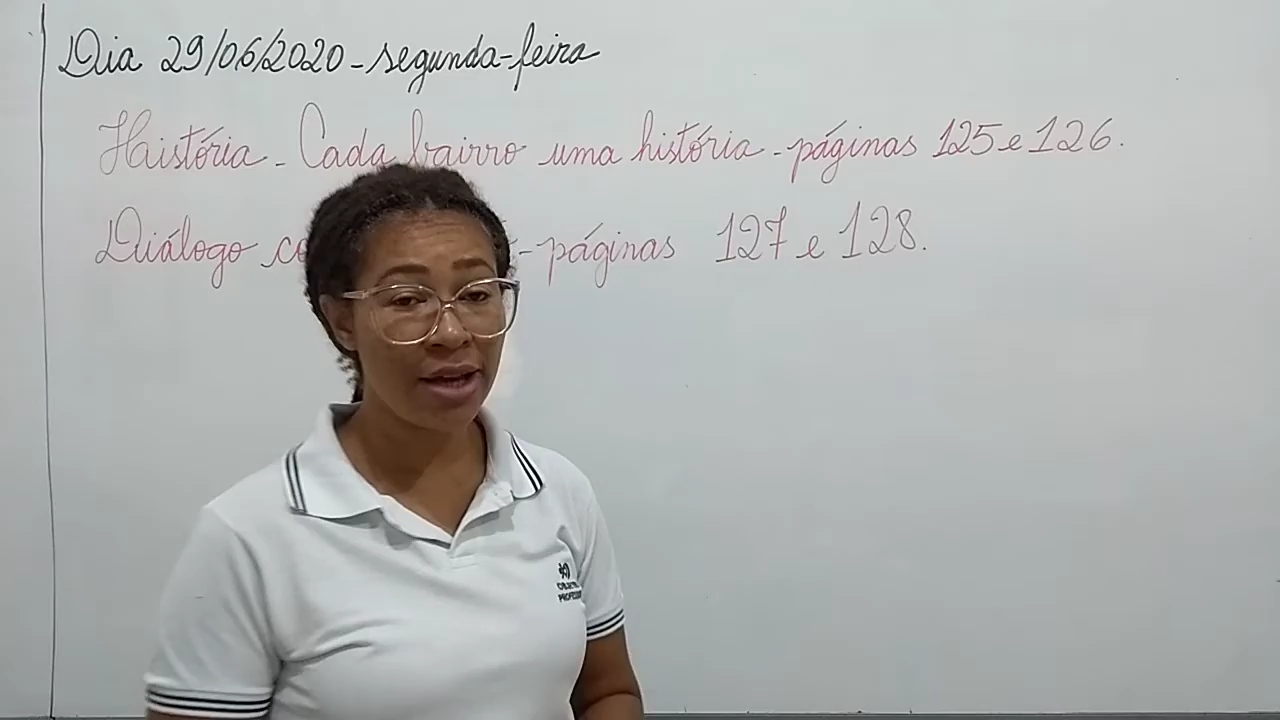 Dia 29/06/2020 - segunda-feira
História - Cada bairro uma história - páginas 125 e 126.
Diálogo - páginas 127 e 128.